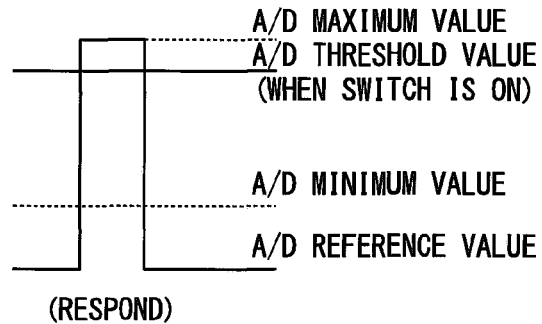 A/D MAXIMUM VALUE
A/D THRESHOLD VALUE
(WHEN SWITCH IS ON)
A/D MINIMUM VALUE
A/D REFERENCE VALUE
(RESPOND)